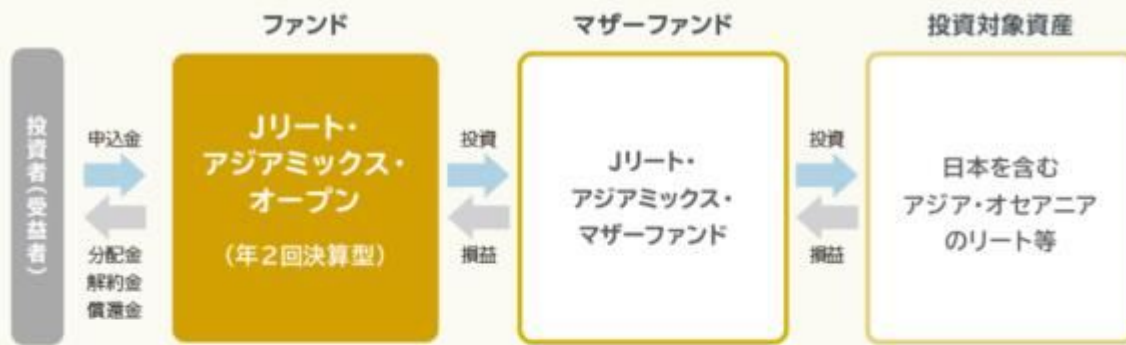 ファンド
マザーファンド
投資対象資産
投資者(受益者)
申込金
分配金
解約金
償還金
Jリート・
アジアミックス・
オープン
(年2回決算型)
投資
損益
Jリート・
アジアミックス・
マザーファンド
投資
損益
日本を含む
アジア・オセアニア
のリート等